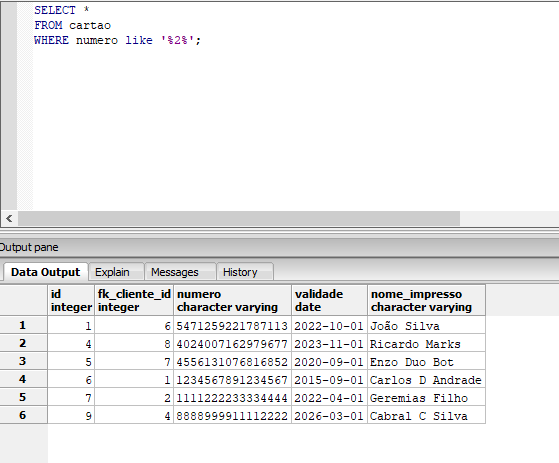 SELECT *
FROM cartao
WHERE numero like '%2%';
Output pane
Data Output Explain Messages History
id fk_cliente_id numero validade nome_impresso
integer integer character varying date character varying
1 1 6 5471259221787113 2022-10-01 João Silva
2 4 8 4024007162979677 2023-11-01 Ricardo Marks
3 5 7 4556131076816852 2020-09-01 Enzo Duo Bot
4 6 1 1234567891234567 2015-09-01 Carlos D Andrade
5 7 2 1111222233334444 2022-04-01 Geremias Filho
6 9 4 8888999911112222 2026-03-01 Cabral C Silva